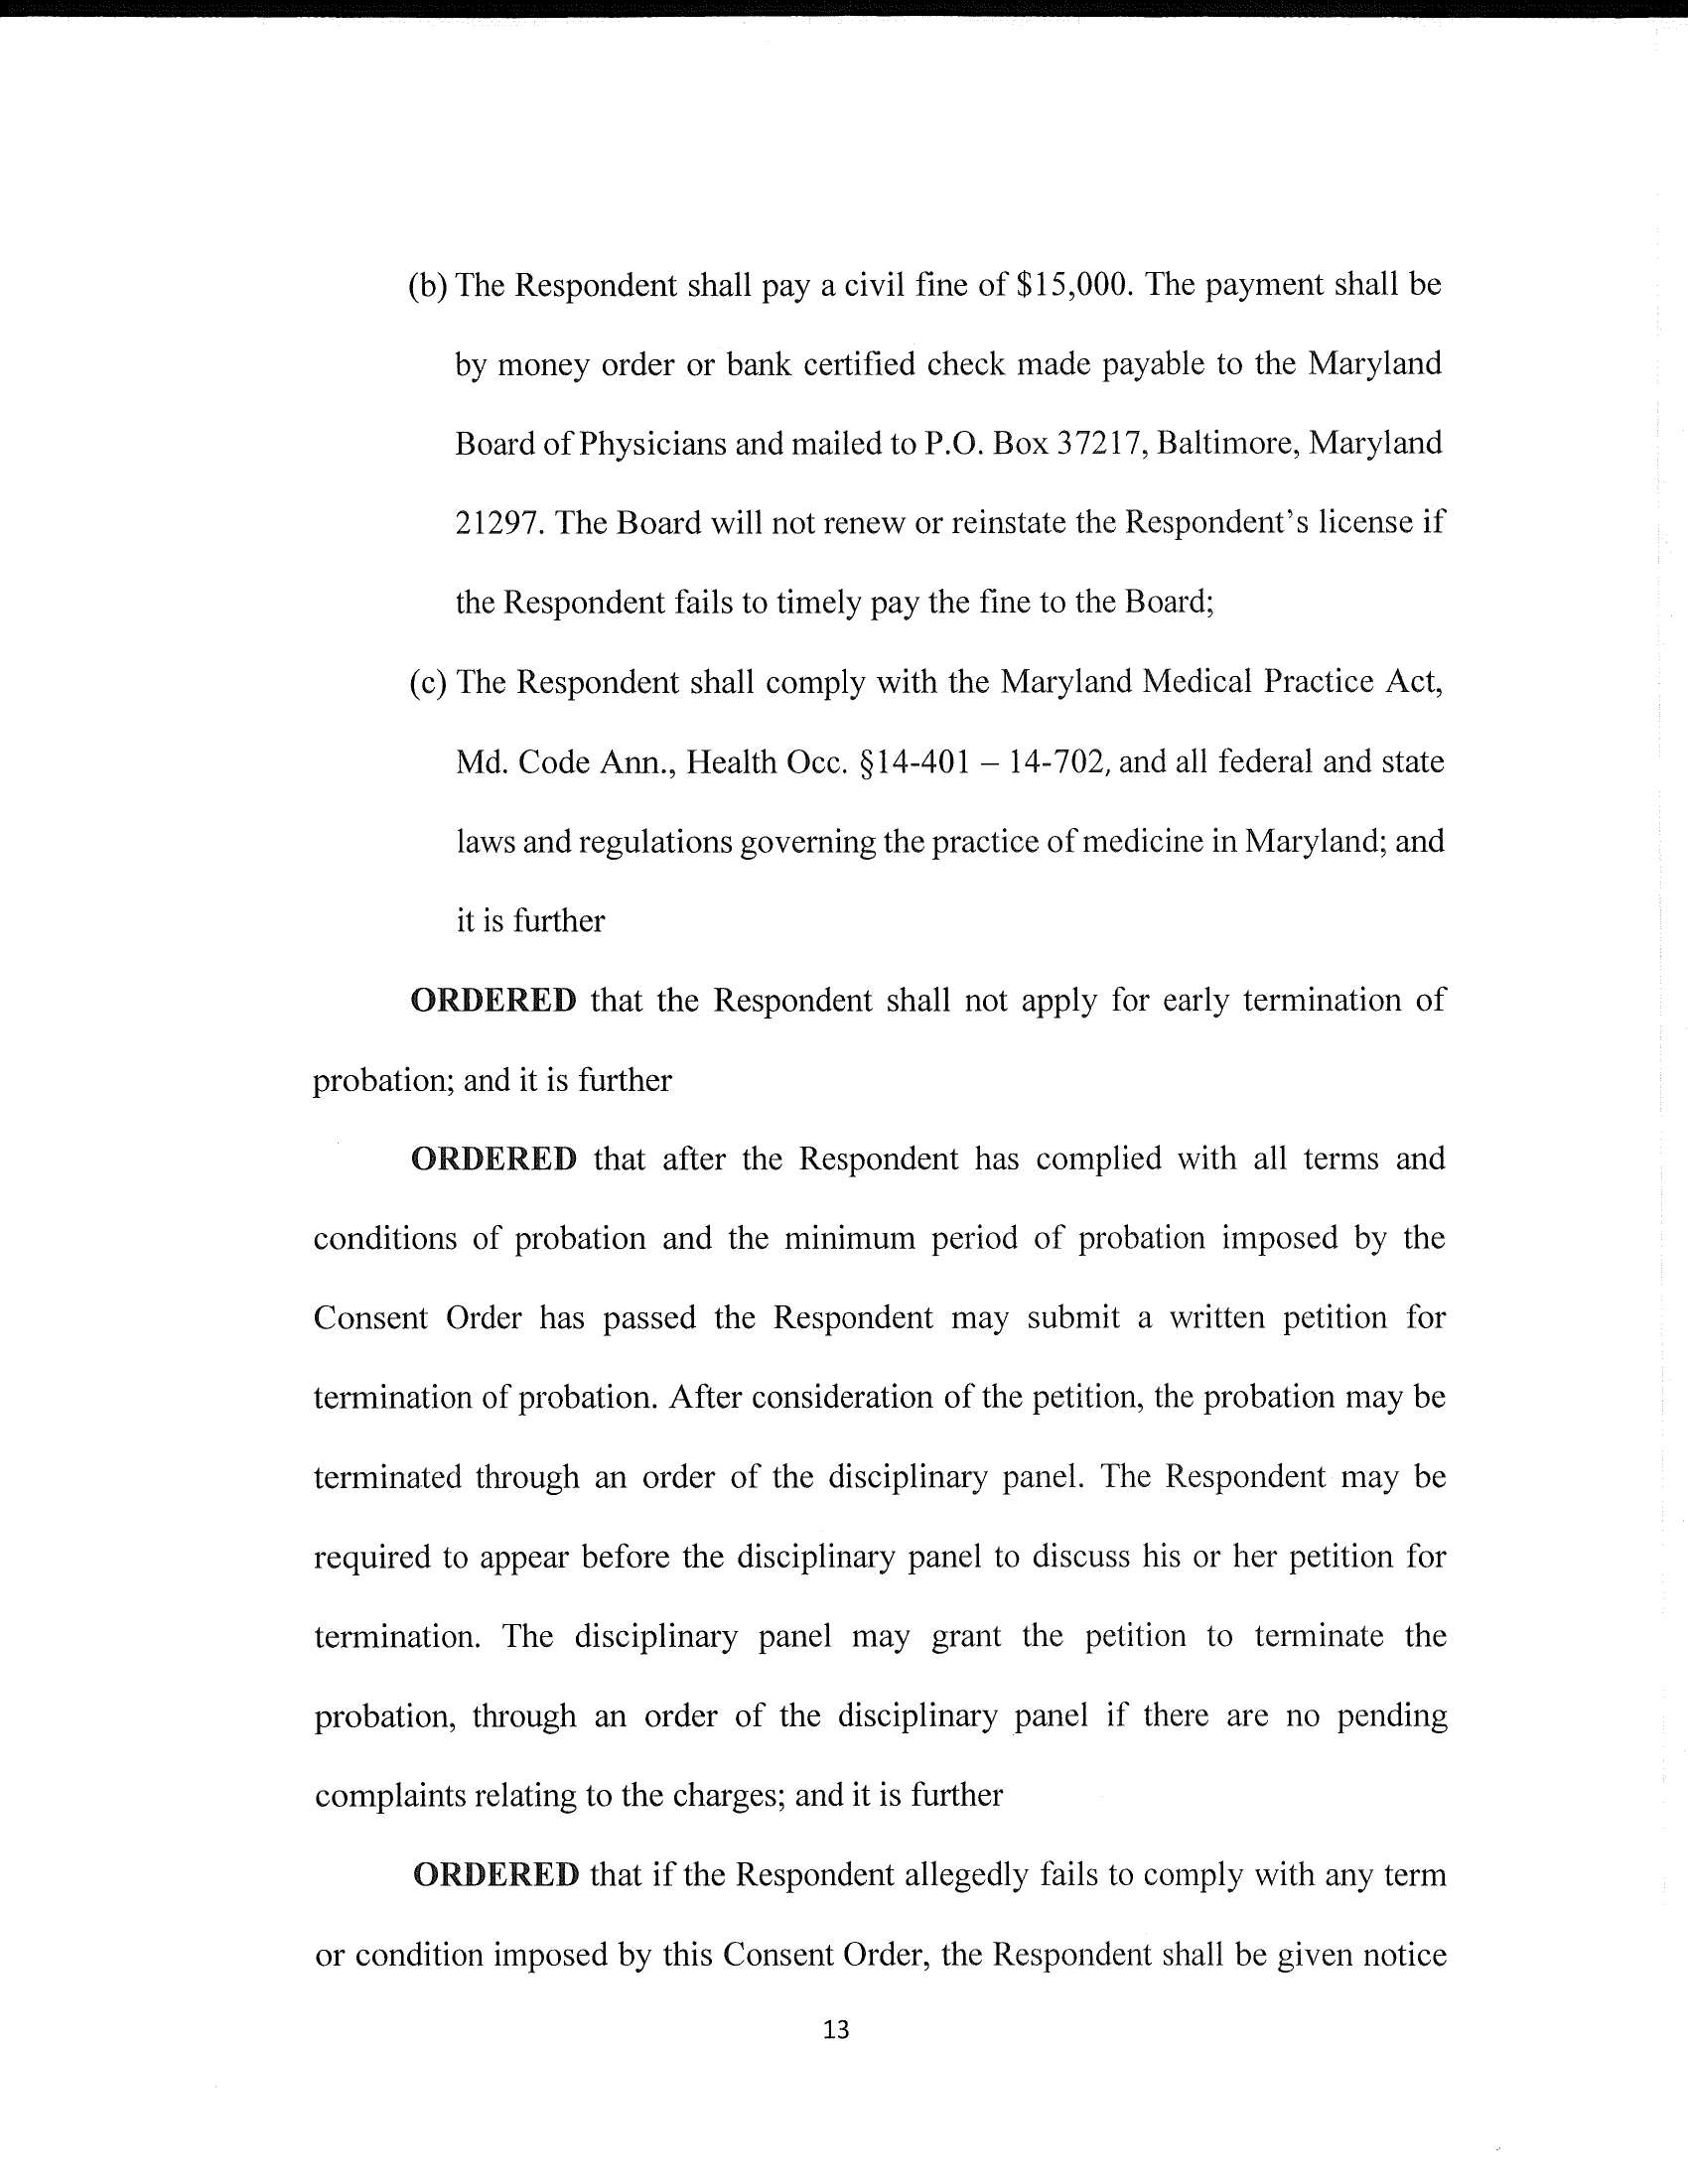 (b) The Respondent shall pay a civil fine of $15,000. The payment shall be
by money order or bank certified check made payable to the Maryland
Board of Physicians and mailed to P.O. Box 37217, Baltimore, Maryland
21297. The Board will not renew or reinstate the Respondent's license if
the Respondent fails to timely pay the fine to the Board;
(c) The Respondent shall comply with the Maryland Medical Practice Act,
Md. Code Ann., Health Occ. §14-401 – 14-702, and all federal and state
laws and regulations governing the practice of medicine in Maryland; and
it is further
ORDERED that the Respondent shall not apply for early termination of
probation; and it is further
ORDERED that after the Respondent has complied with all terms and
conditions of probation and the minimum period of probation imposed by the
Consent Order has passed the Respondent may submit a written petition for
termination of probation. After consideration of the petition, the probation may be
terminated through an order of the disciplinary panel. The Respondent may be
required to appear before the disciplinary panel to discuss his or her petition for
termination. The disciplinary panel may grant the petition to terminate the
probation, through an order of the disciplinary panel if there are no pending
complaints relating to the charges; and it is further
ORDERED that if the Respondent allegedly fails to comply with any term
or condition imposed by this Consent Order, the Respondent shall be given notice
13